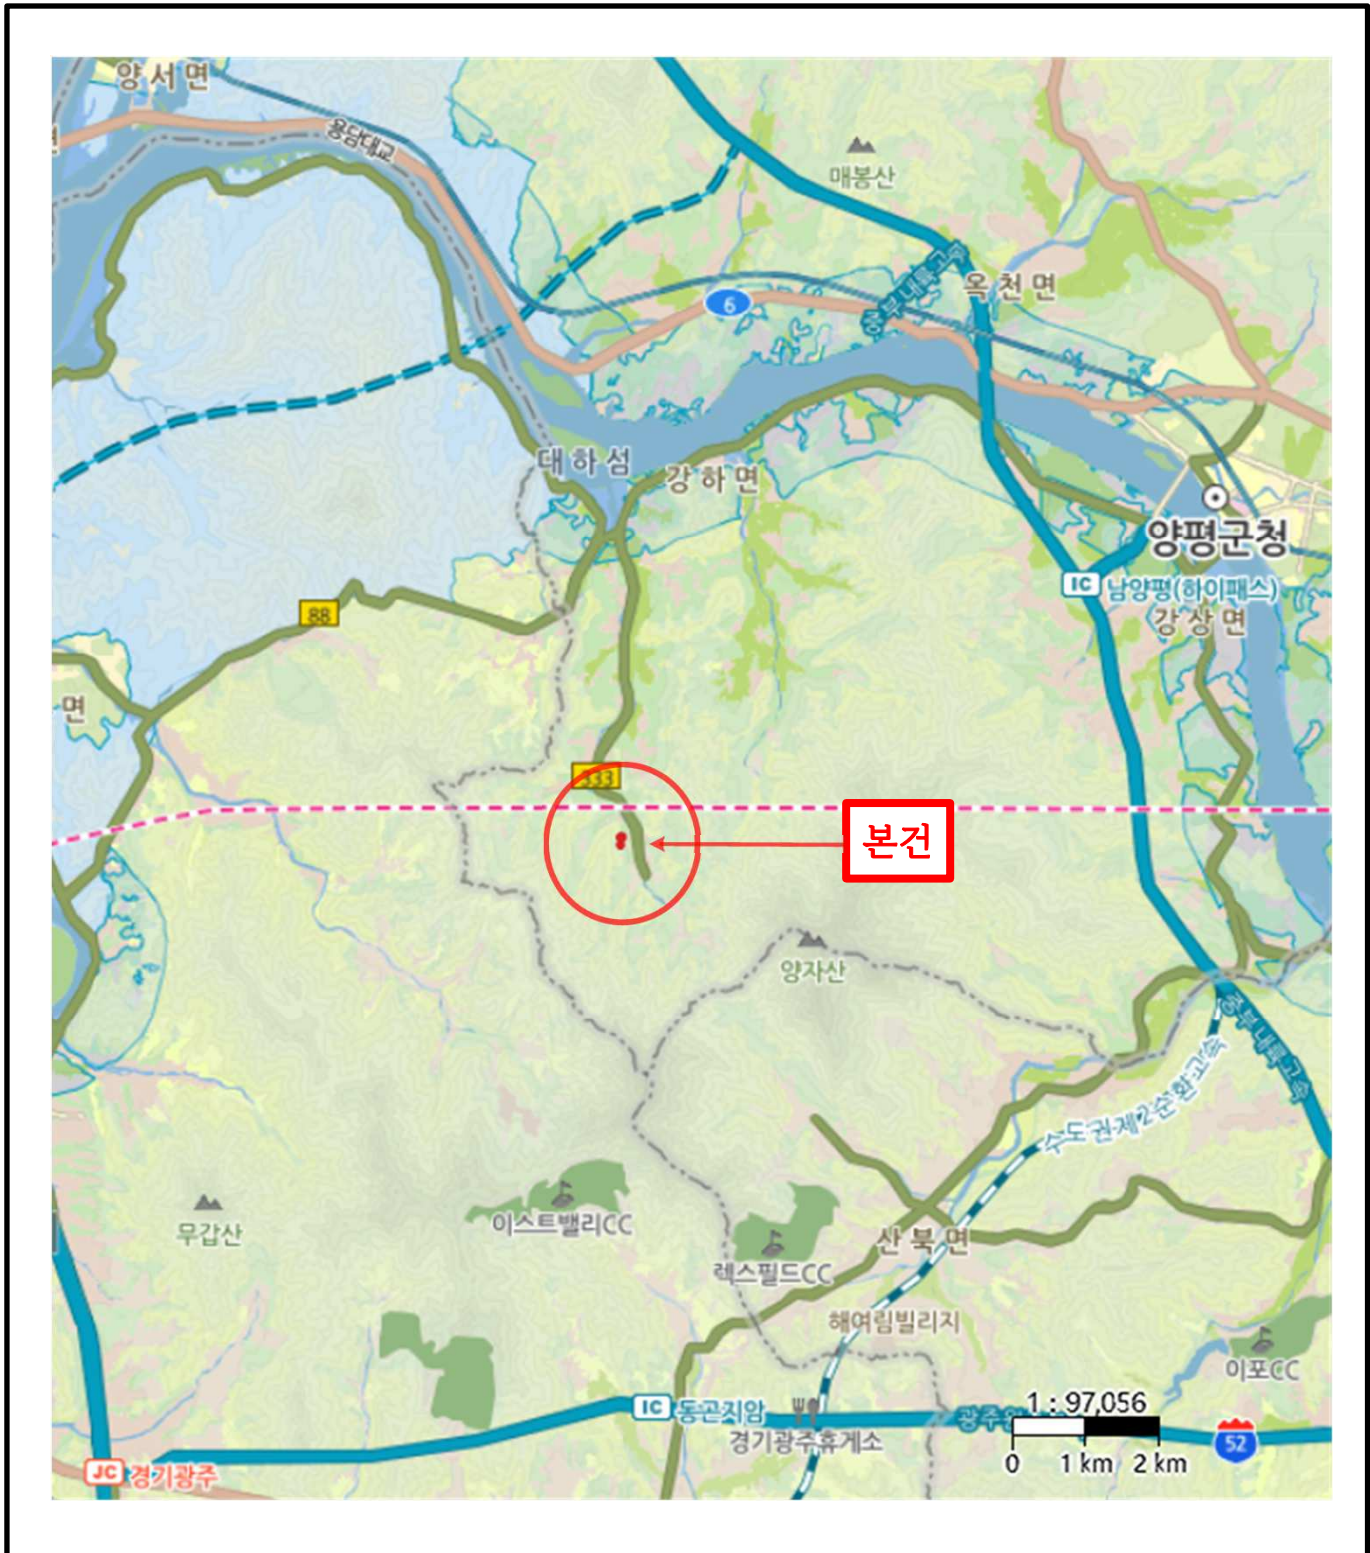 양서면
용담대교
매봉산
중부내륙고속
옥천면
6
대하섬
강하면
양평군청
IC 남양평(하이패스)
강상면
88
면
333
본건
양자산
중부내륙고속
수도권제2순환고속
무갑산
이스트밸리CC
렉스필드CC
산북면
해여림빌리지
이포CC
1 : 97,056
IC 동곤지암
경기광주휴게소
52
0 1 km 2 km
JC 경기광주